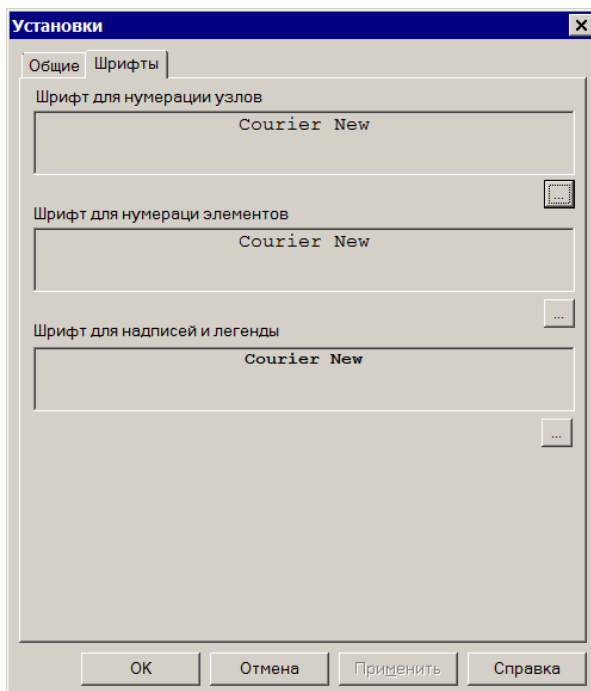 Установки
Общие Шрифты
Шрифт для нумерации узлов
Courier New
...
Шрифт для нумераци элементов
Courier New
...
Шрифт для надписей и легенды
Courier New
...
OK Отмена Применить Справка